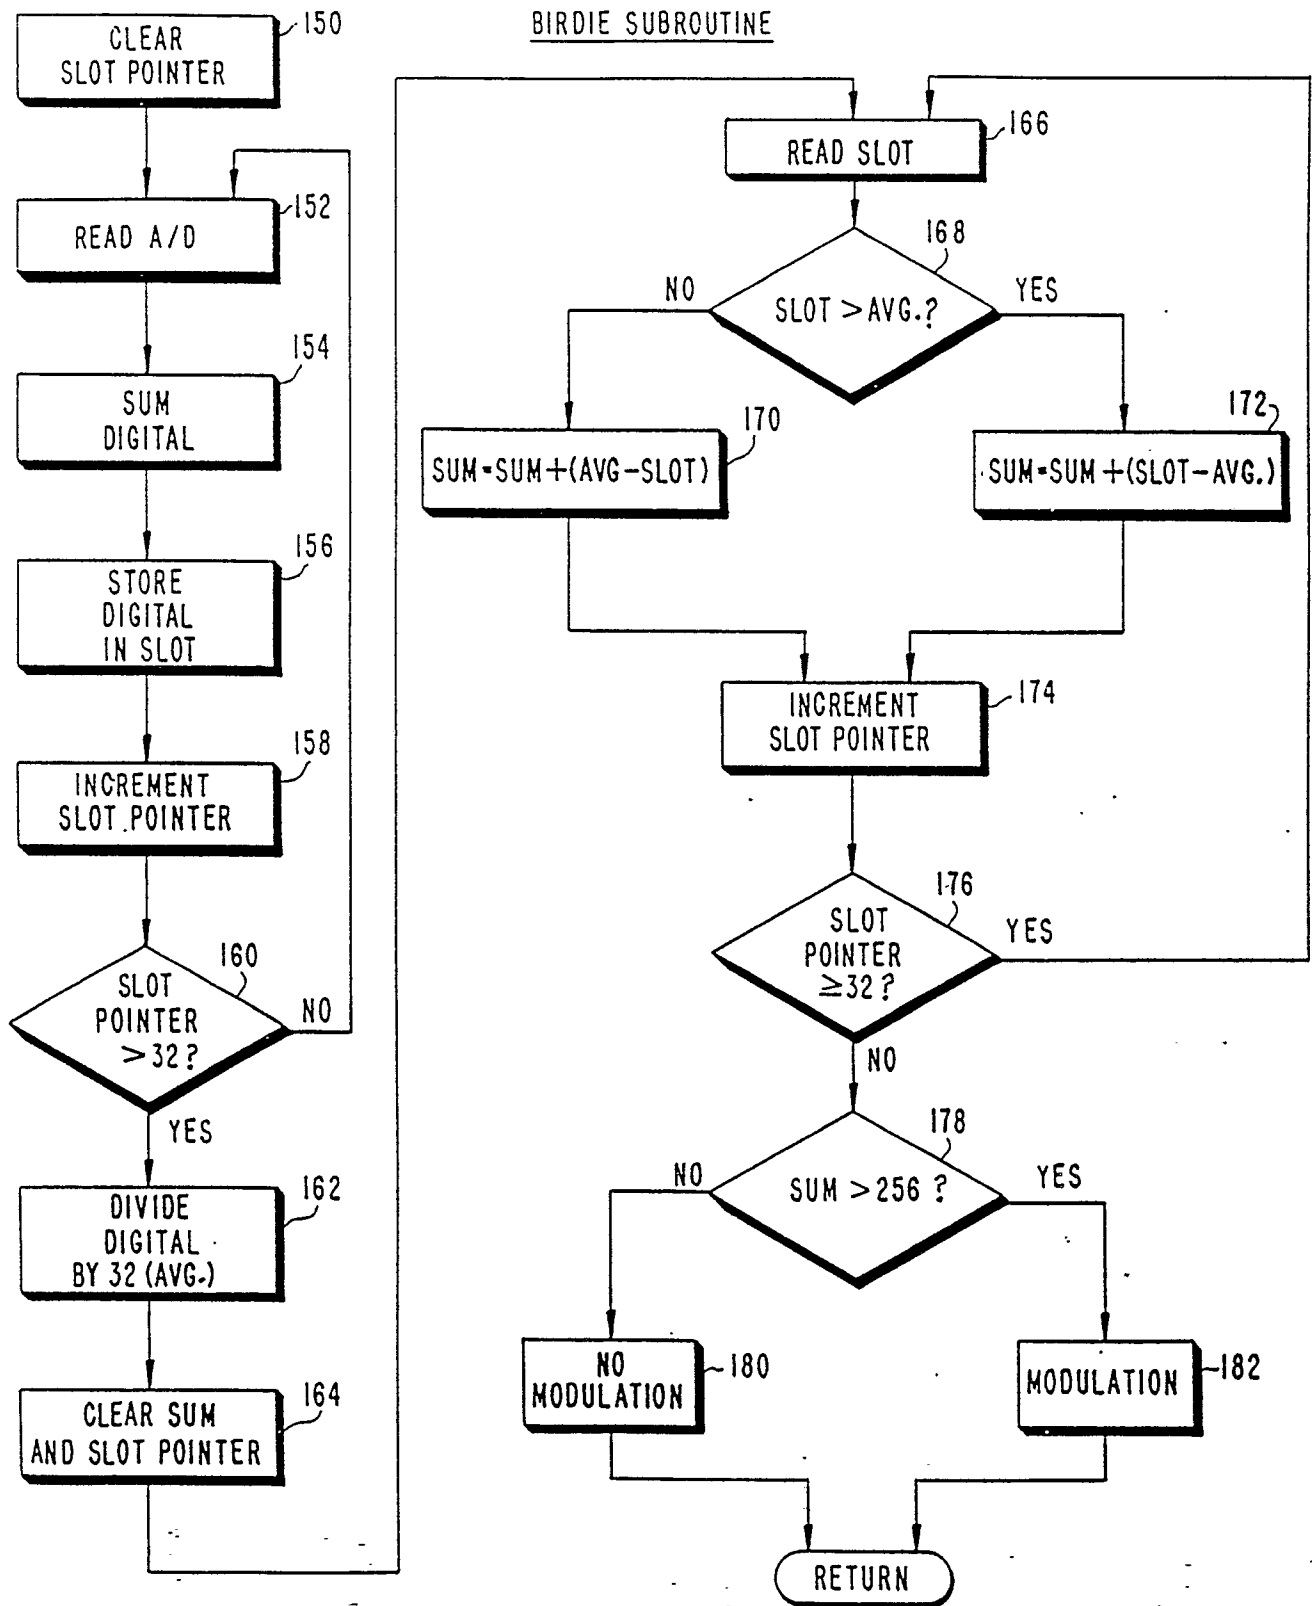 BIRDIE SUBROUTINE
CLEAR
SLOT POINTER
150
READ A/D
152
SUM
DIGITAL
154
STORE
DIGITAL
IN SLOT
156
INCREMENT
SLOT POINTER
158
SLOT
POINTER
>32?
160
NO
YES
DIVIDE
DIGITAL
BY 32 (AVG.)
162
CLEAR SUM
AND SLOT POINTER
164
READ SLOT
166
SLOT > AVG.?
168
NO
YES
SUM=SUM+(AVG-SLOT)
170
SUM=SUM+(SLOT-AVG.)
172
INCREMENT
SLOT POINTER
174
SLOT
POINTER
≥32?
176
YES
NO
SUM >256 ?
178
NO
YES
NO
MODULATION
180
MODULATION
182
RETURN